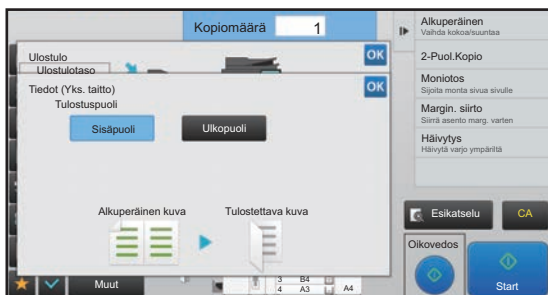 Kopiomäärä 1
Ulostulo
OK
Ulostulotaso
Tiedot (Yks. taitto)
OK
Tulostuspuoli
Sisäpuoli
Ulkopuoli
Alkuperäinen kuva
Tulostettava kuva
Muut
3 B4
4 A3
A4
Alkuperäinen
Vaihda kokoa/suuntaa
2-Puol.Kopio
Moniotos
Sijoita monta sivua sivulle
Margin. siirto
Siirrä asento marg. varten
Häivytys
Häivytä varjo ympäriltä
Esikatselu
CA
Oikovedos
Start